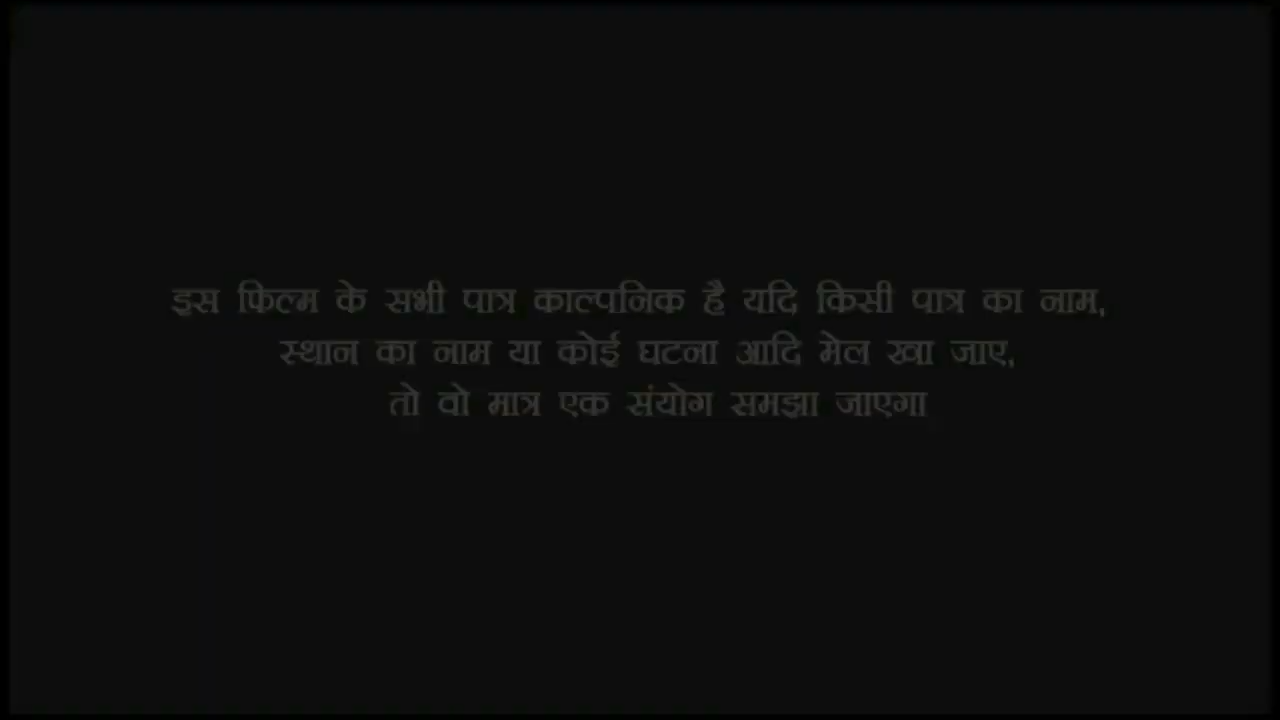 इस फिल्म के सभी पात्र काल्पनिक है यदि किसी पात्र का नाम,
स्थान का नाम या कोई घटना आदि मेल खा जाए,
तो वो मात्र एक संयोग समझा जाएगा